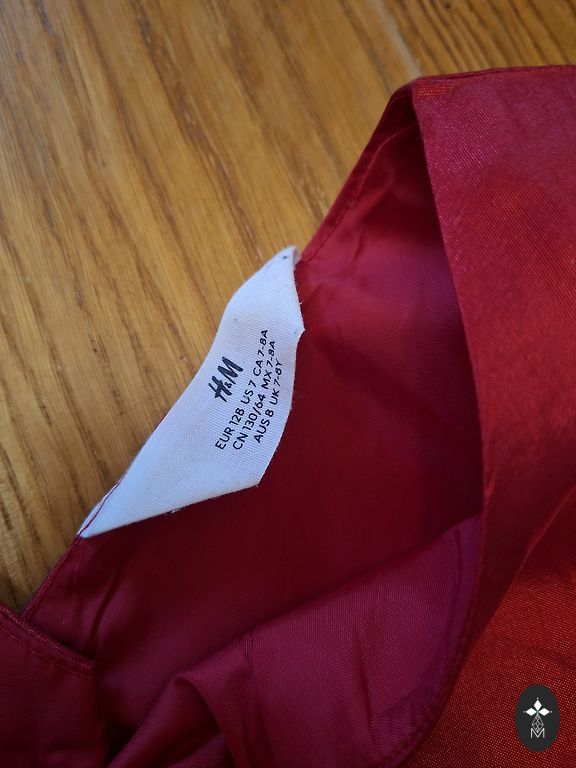 H&M
EUR 128 US 7 CA 7-8A
CN 130/64 MX 7-8A
AUS 8 UK 7-8Y